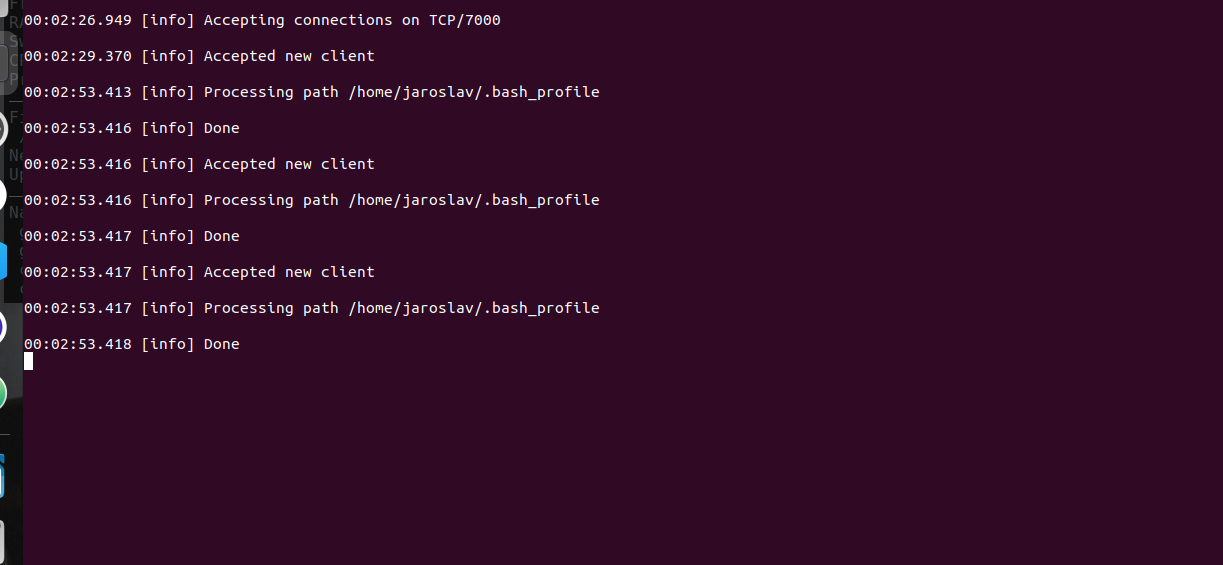 00:02:26.949 [info] Accepting connections on TCP/7000
00:02:29.370 [info] Accepted new client
00:02:53.413 [info] Processing path /home/jaroslav/.bash_profile
00:02:53.416 [info] Done
00:02:53.416 [info] Accepted new client
00:02:53.416 [info] Processing path /home/jaroslav/.bash_profile
00:02:53.417 [info] Done
00:02:53.417 [info] Accepted new client
00:02:53.417 [info] Processing path /home/jaroslav/.bash_profile
00:02:53.418 [info] Done